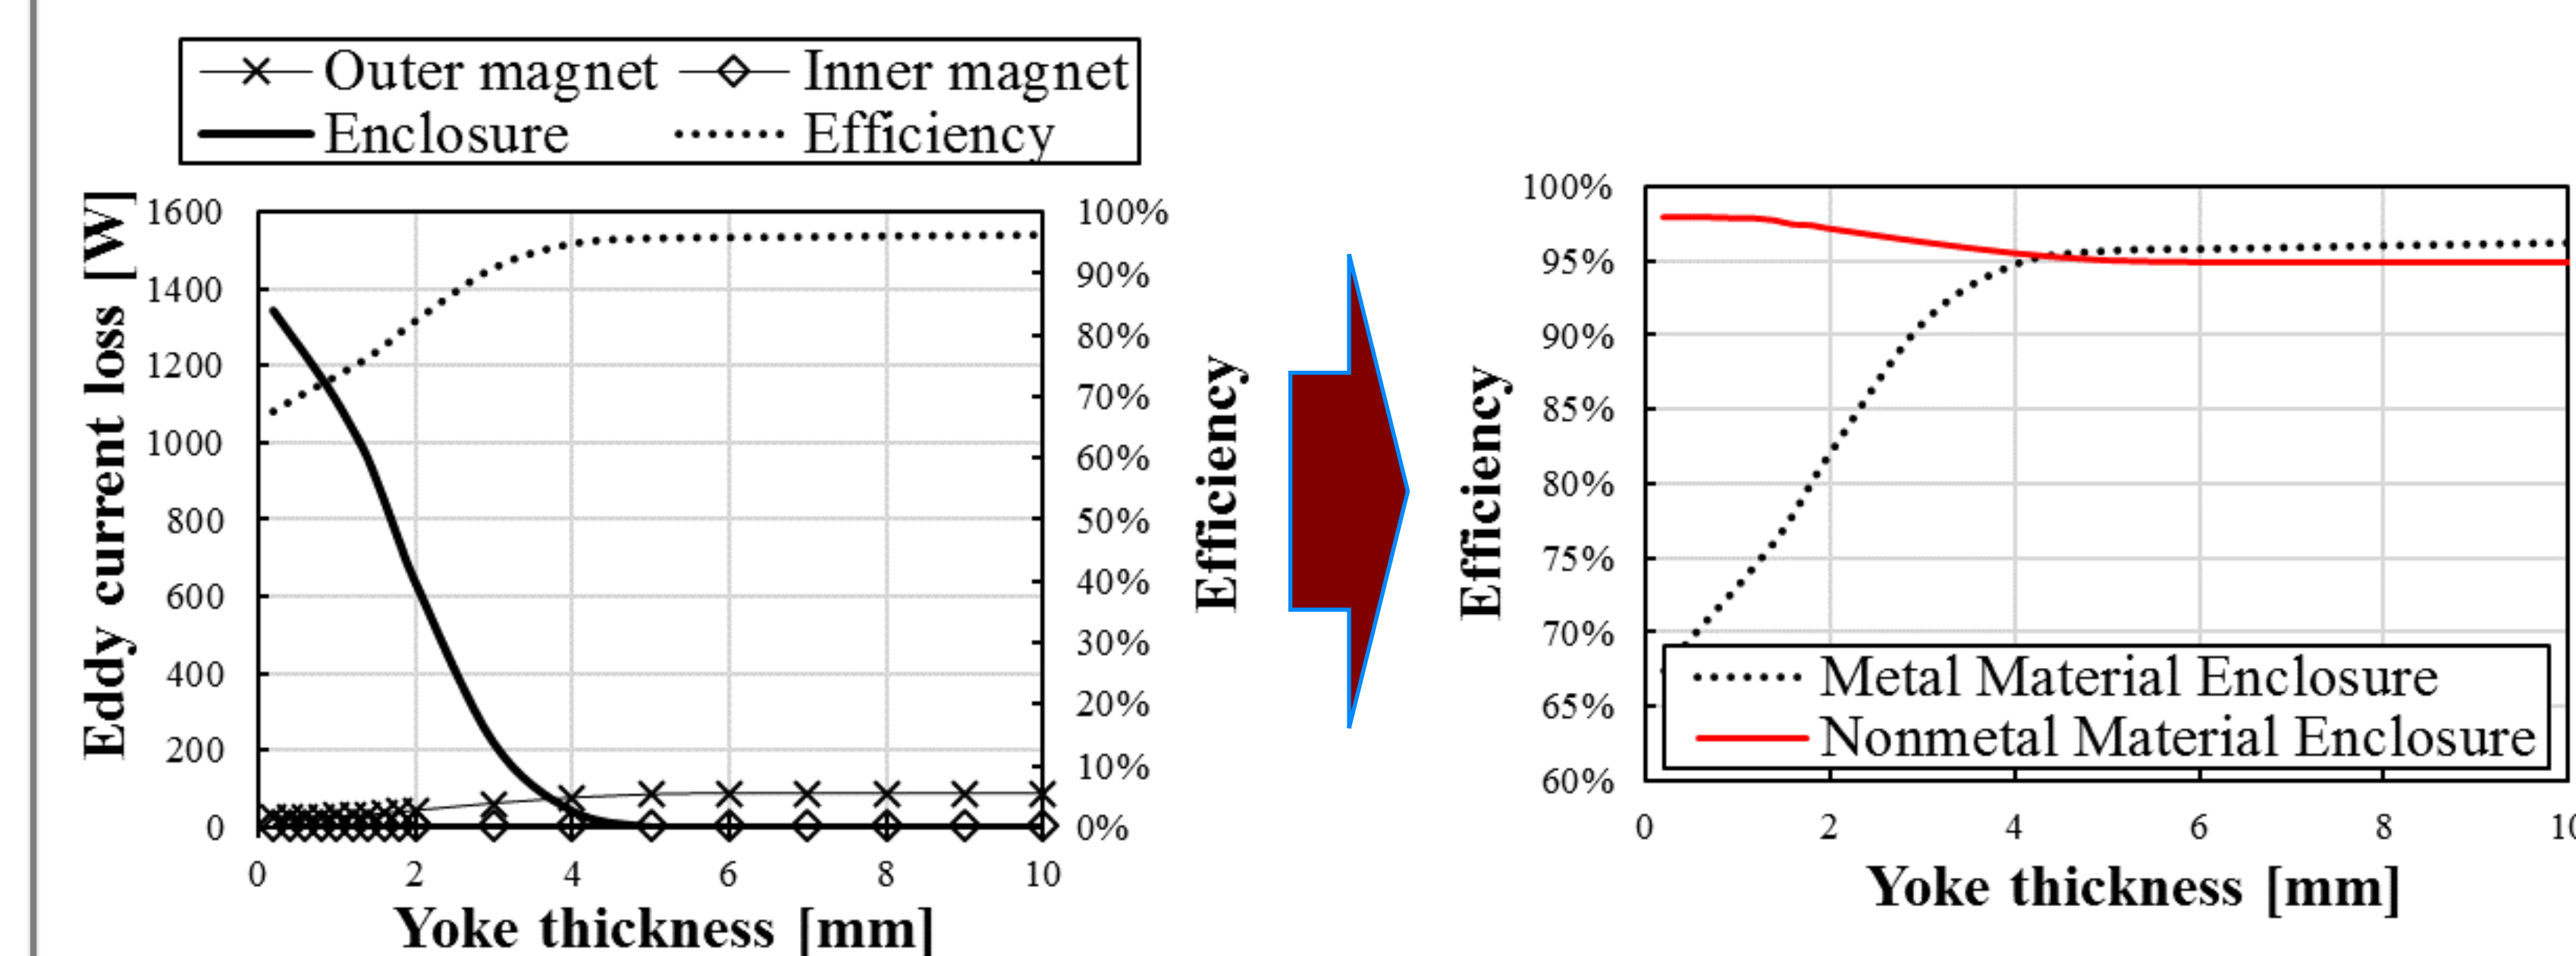 Outer magnet Inner magnet
Enclosure Efficiency
Eddy current loss [W]
1600
1400
1200
1000
800
600
400
200
0
100%
90%
80%
70%
60%
50%
40%
30%
20%
10%
0%
Efficiency
0 2 4 6 8 10
Yoke thickness [mm]
Efficiency
100%
95%
90%
85%
80%
75%
70%
65%
60%
Metal Material Enclosure
Nonmetal Material Enclosure
0 2 4 6 8 10
Yoke thickness [mm]